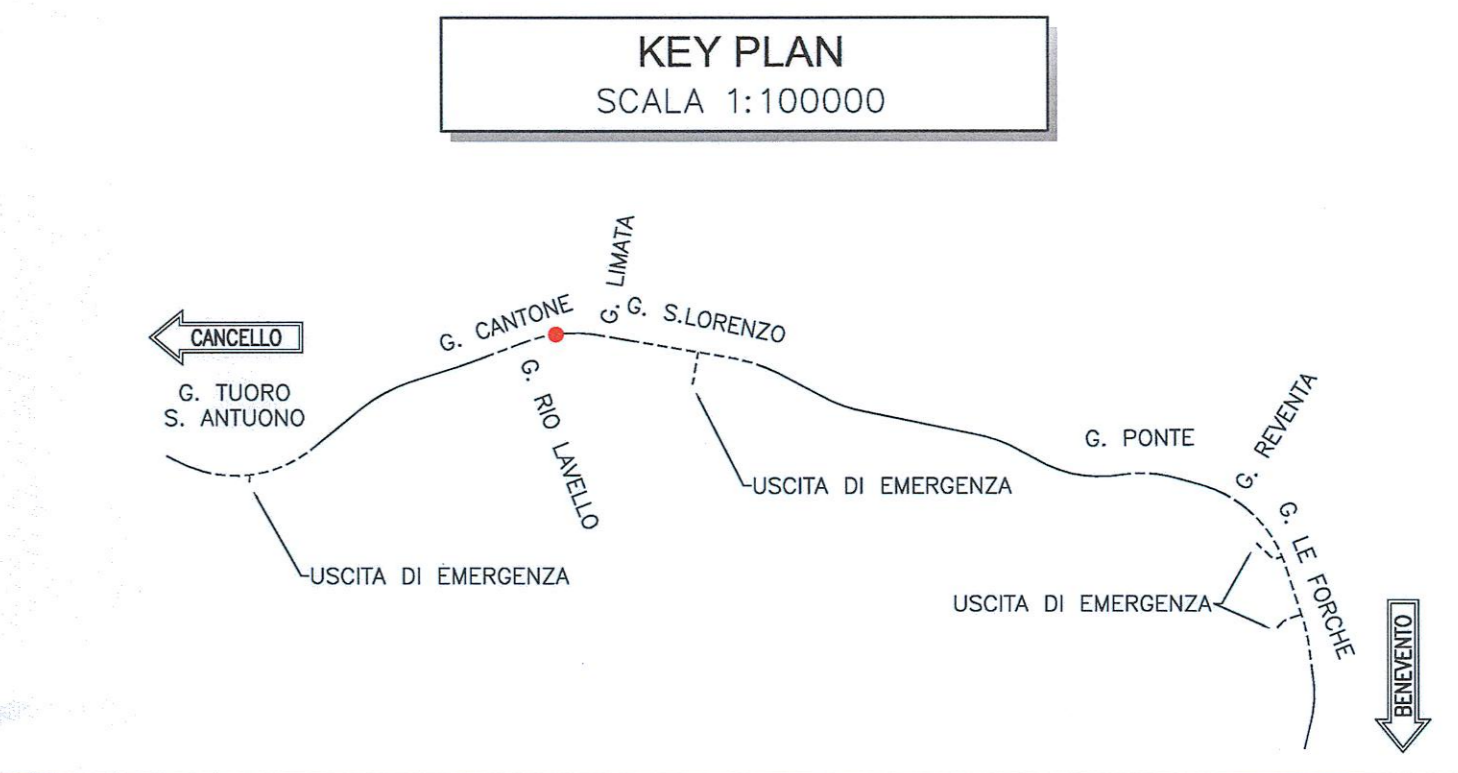 KEY PLAN
SCALA 1:100000
G. LIMATA
G. CANTONE
G. S.LORENZO
CANCELLO
G. TUORO
S. ANTUONO
G. RIO LAVELLO
G. REVENTA
G. PONTE
USCITA DI EMERGENZA
G. LE FORCHE
USCITA DI EMERGENZA
USCITA DI EMERGENZA
BENEVENTO